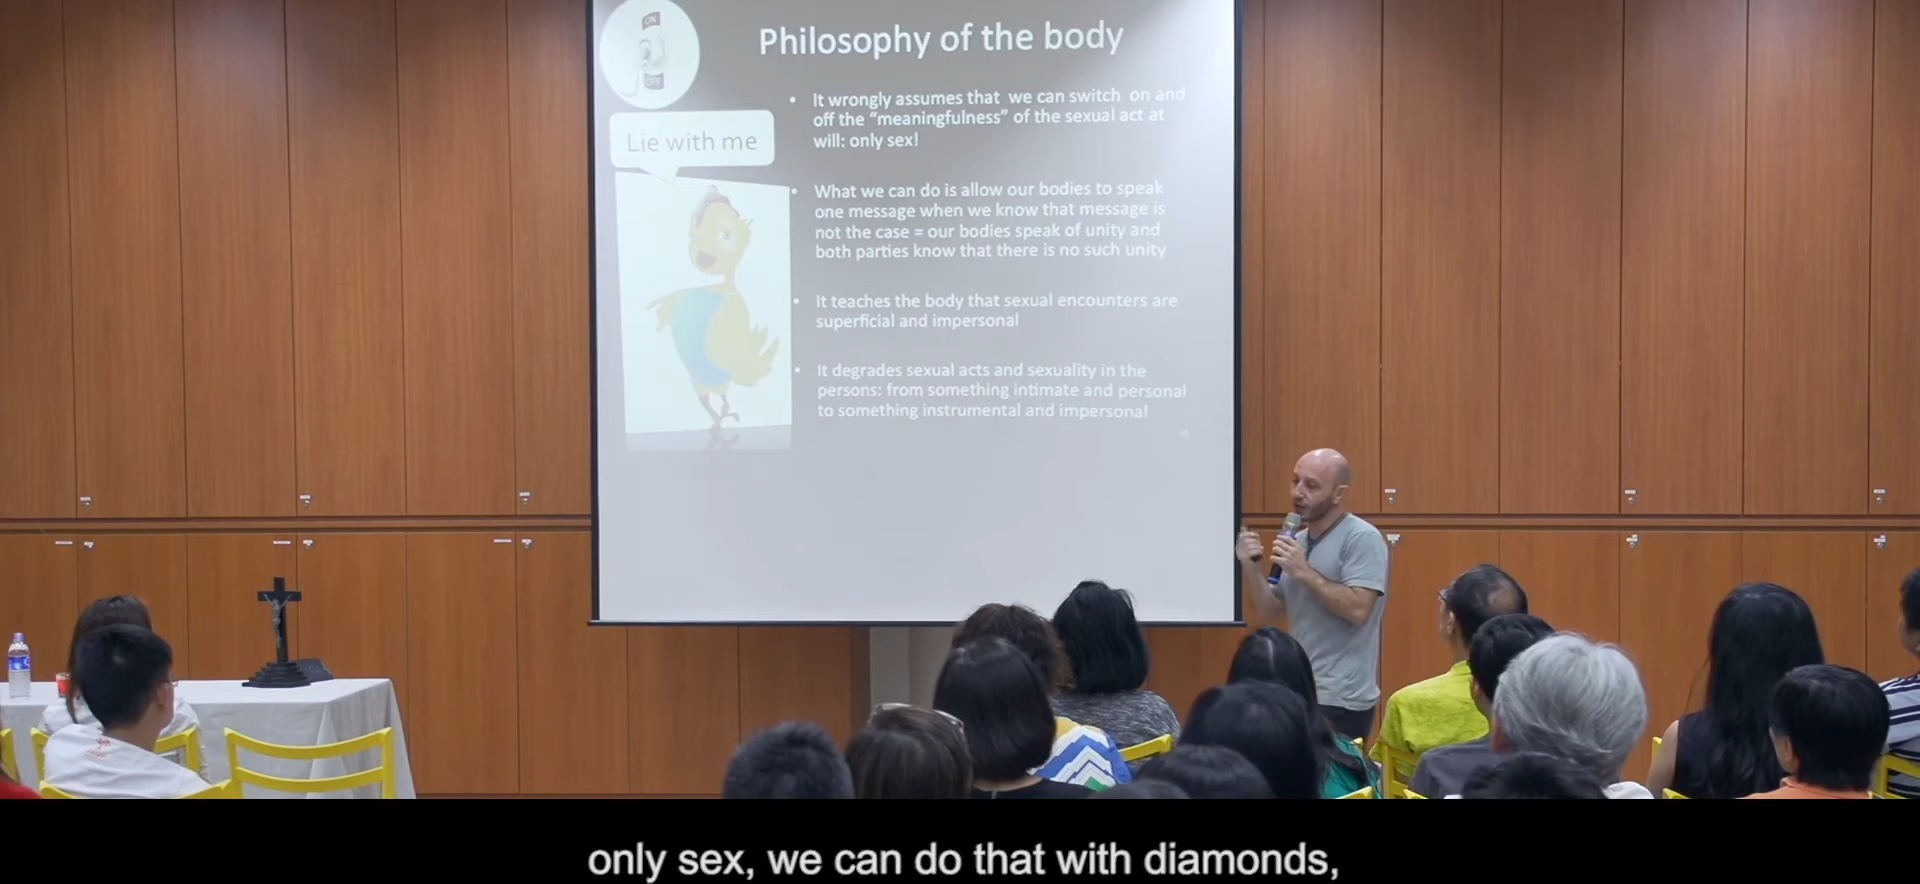 ON
OFF
Philosophy of the body
Lie with me
• It wrongly assumes that we can switch on and
off the “meaningfulness” of the sexual act at
will: only sex!
• What we can do is allow our bodies to speak
one message when we know that message is
not the case = our bodies speak of unity and
both parties know that there is no such unity
• It teaches the body that sexual encounters are
superficial and impersonal
• It degrades sexual acts and sexuality in the
persons: from something intimate and personal
to something instrumental and impersonal
only sex, we can do that with diamonds,